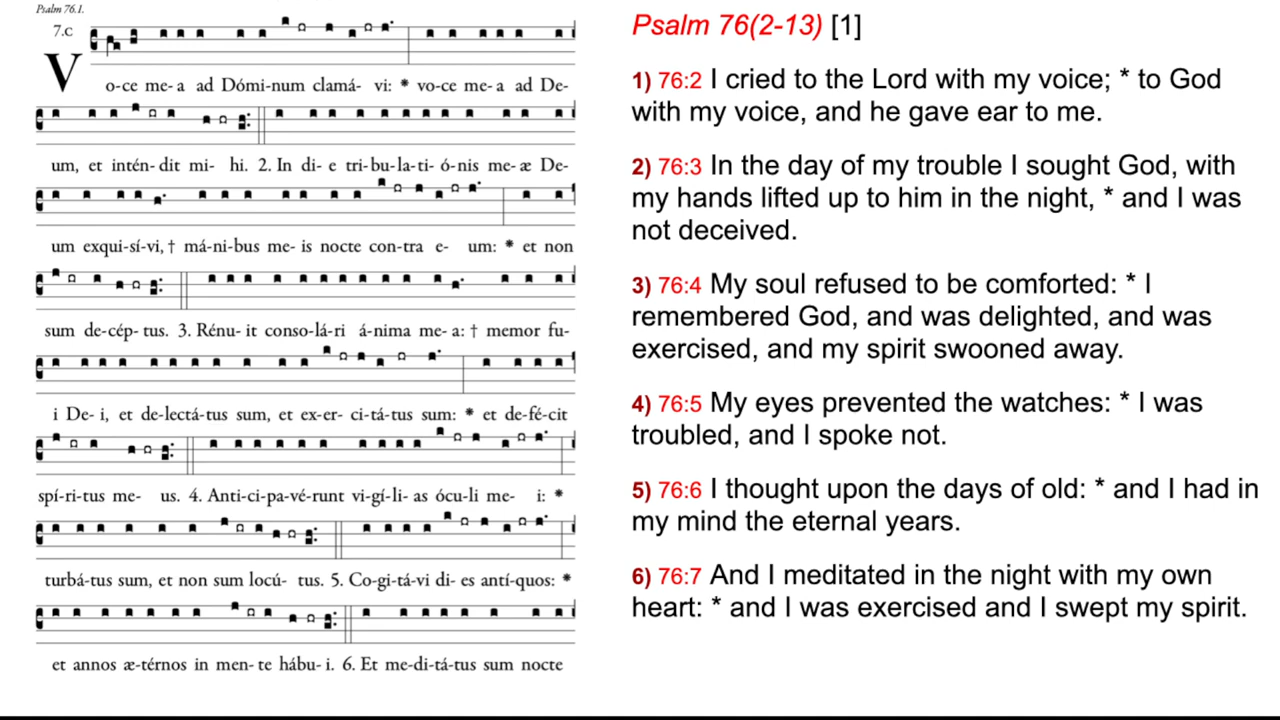 Psalm 76.1.
7.c
Vo-ce me-a ad Dómi-num clamá- vi: * vo-ce me-a ad De-
um, et intén-dit mi- hi. 2. In di- e tri-bu-la-ti- ó-nis me-æ De-
um exqui-sí-vi, † má-ni-bus me- is nocte con-tra e- um: * et non
sum de-cép- tus. 3. Rénu- it conso-lá-ri á-nima me- a: † memor fu-
i De- i, et de-lectá-tus sum, et ex-er- ci-tá-tus sum: * et de-fé-cit
spí-ri-tus me- us. 4. Anti-ci-pa-vé-runt vi-gí-li- as ócu-li me- i: *
turbá-tus sum, et non sum locú- tus. 5. Co-gi-tá-vi di- es antí-quos: *
et annos æ-térnos in men- te hábu- i. 6. Et me-di-tá-tus sum nocte
Psalm 76(2-13) [1]
1) 76:2 I cried to the Lord with my voice; * to God
with my voice, and he gave ear to me.
2) 76:3 In the day of my trouble I sought God, with
my hands lifted up to him in the night, * and I was
not deceived.
3) 76:4 My soul refused to be comforted: * I
remembered God, and was delighted, and was
exercised, and my spirit swooned away.
4) 76:5 My eyes prevented the watches: * I was
troubled, and I spoke not.
5) 76:6 I thought upon the days of old: * and I had in
my mind the eternal years.
6) 76:7 And I meditated in the night with my own
heart: * and I was exercised and I swept my spirit.